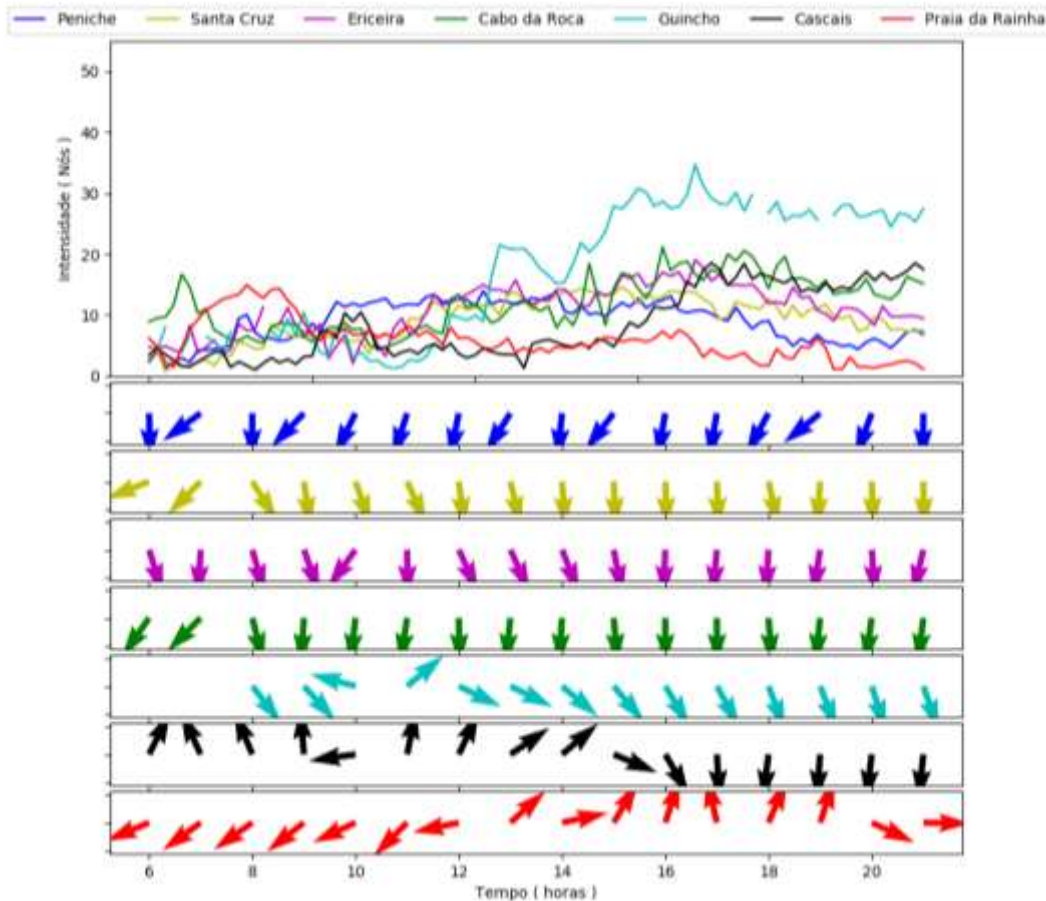 Peniche Santa Cruz Ericeira Cabo da Roca Guincho Cascais Praia da Rainha
50
40
30
20
10
0
Intensidade ( Nós )
6 8 10 12 14 16 18 20
Tempo ( horas )